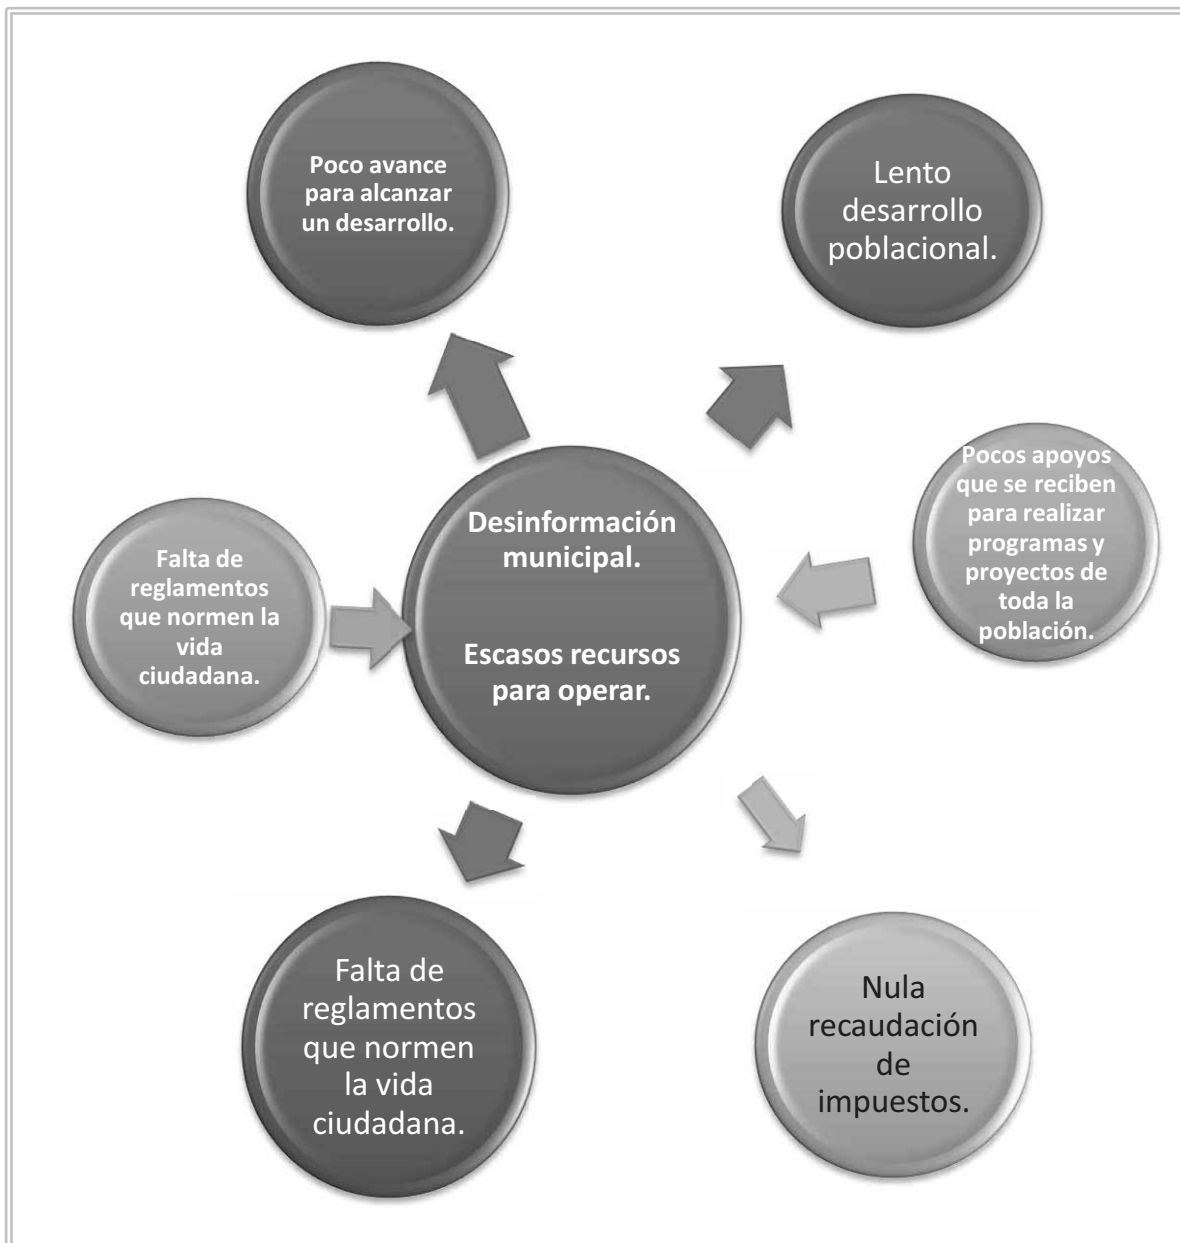 Poco avance
para alcanzar
un desarrollo.
Lento
desarrollo
poblacional.
Pocos apoyos
que se reciben
para realizar
programas y
proyectos de
toda la
población.
Desinformación
municipal.
Escasos recursos
para operar.
Falta de
reglamentos
que normen la
vida
ciudadana.
Falta de
reglamentos
que normen
la vida
ciudadana.
Nula
recaudación
de
impuestos.